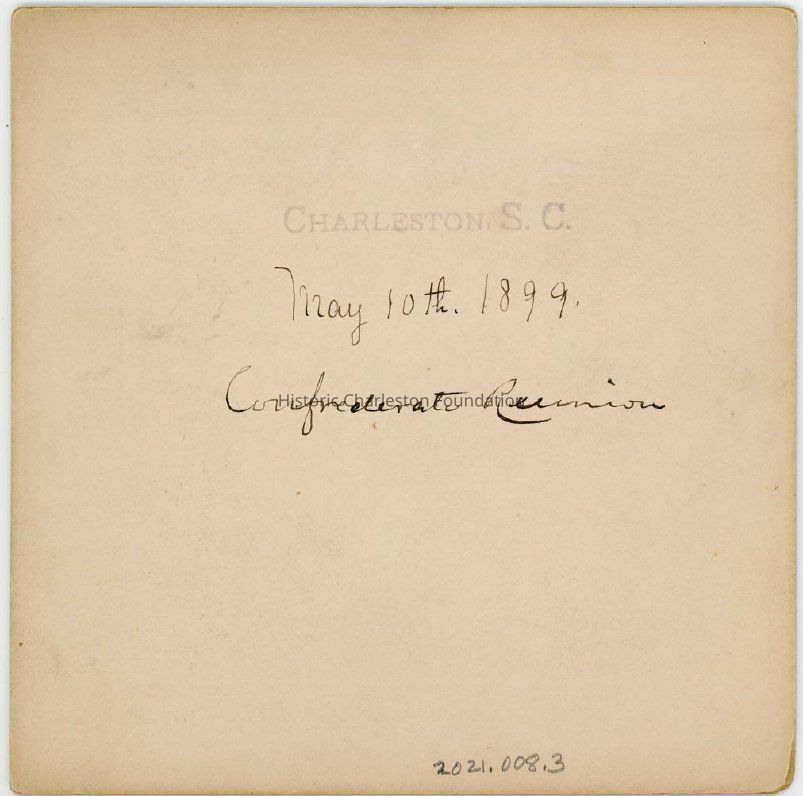 CHARLESTON, S. C.
May 10th. 1899.
Confederate Reunion
Historic Charleston Foundation
2021.008.3